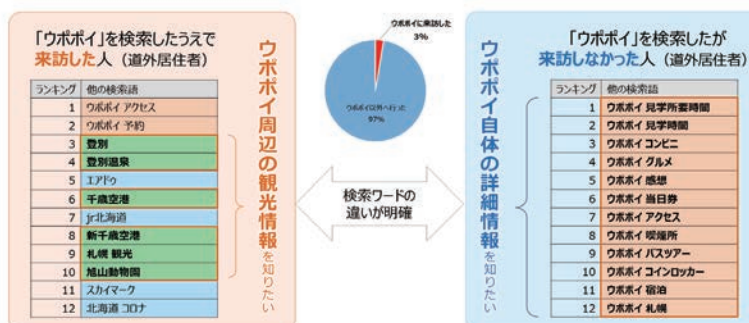 「ウポポイ」を検索したうえで
来訪した人（道外居住者）
ランキング 他の検索語
1 ウポポイ アクセス
2 ウポポイ 予約
3 登別
4 登別温泉
5 エアドゥ
6 千歳空港
7 jr北海道
8 新千歳空港
9 札幌 観光
10 旭山動物園
11 スカイマーク
12 北海道 コロナ
ウポポイ周辺の観光情報を知りたい
ウポポイに来訪した
3%
ウポポイ以外へ行った
97%
検索ワードの
違いが明確
ウポポイ自体の詳細情報を知りたい
「ウポポイ」を検索したが
来訪しなかった人（道外居住者）
ランキング 他の検索語
1 ウポポイ 見学所要時間
2 ウポポイ 見学時間
3 ウポポイ コンビニ
4 ウポポイ グルメ
5 ウポポイ 感想
6 ウポポイ 当日券
7 ウポポイ アクセス
8 ウポポイ 喫煙所
9 ウポポイ バスツアー
10 ウポポイ コインロッカー
11 ウポポイ 宿泊
12 ウポポイ 札幌